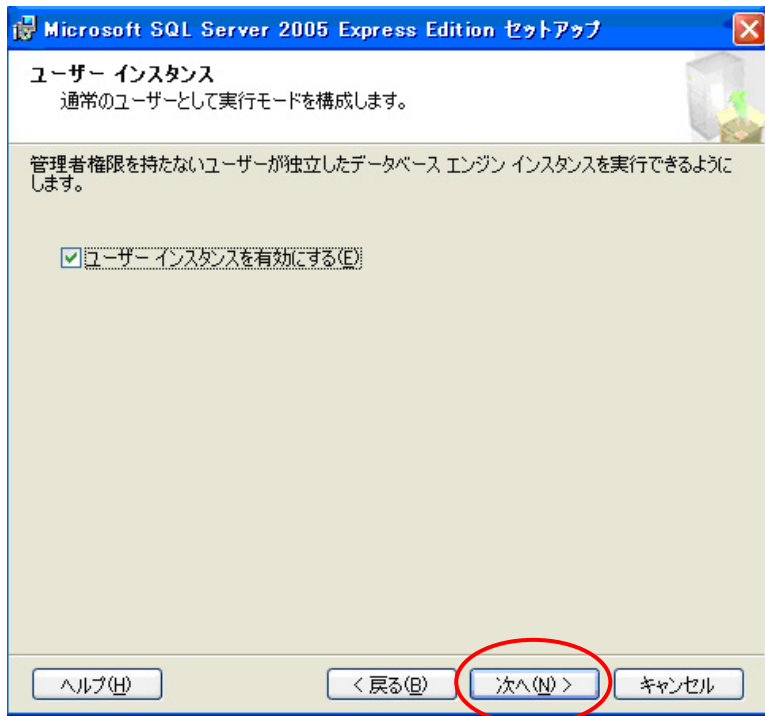 Microsoft SQL Server 2005 Express Edition セットアップ
ユーザー インスタンス
通常のユーザーとして実行モードを構成します。
管理者権限を持たないユーザーが独立したデータベース エンジン インスタンスを実行できるように
します。
ユーザー インスタンスを有効にする(E)
ヘルプ(H)
< 戻る(B)
次へ(N) >
キャンセル